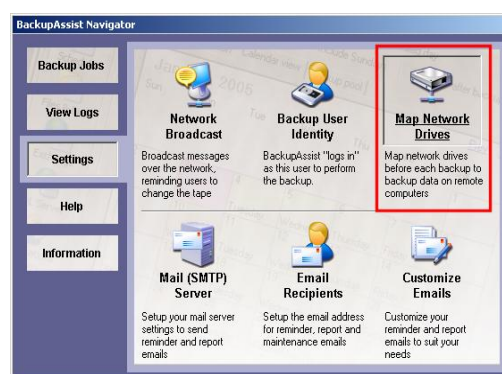 BackupAssist Navigator
Backup Jobs
View Logs
Settings
Help
Information
Network
Broadcast
Broadcast messages
over the network,
reminding users to
change the tape
Backup User
Identity
BackupAssist "logs in"
as this user to perform
the backup.
Map Network
Drives
Map network drives
before each backup to
backup data on remote
computers
Mail (SMTP)
Server
Setup your mail server
settings to send
reminder and report
emails
Email
Recipients
Setup the email address
for reminder, report and
maintenance emails
Customize
Emails
Customize your
reminder and report
emails to suit your
needs